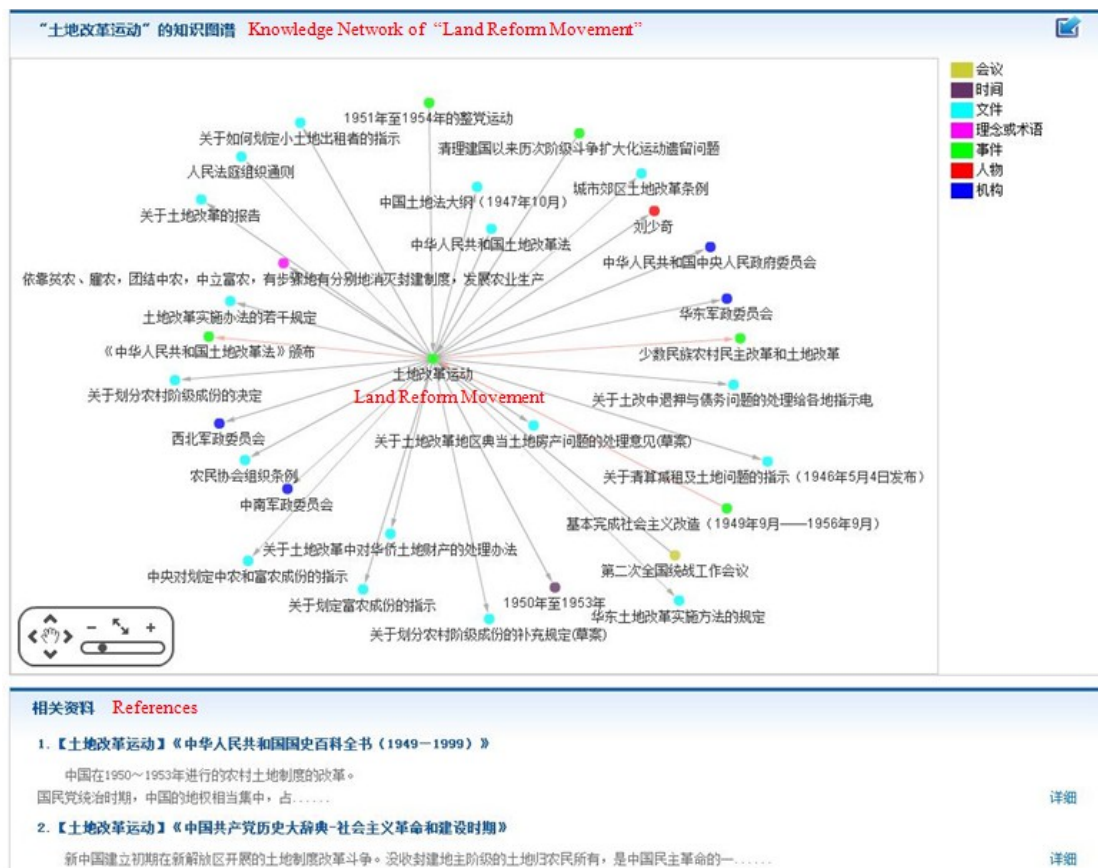 “土地改革运动”的知识图谱 Knowledge Network of “Land Reform Movement”
会议
时间
文件
理念或术语
事件
人物
机构
1951年至1954年的整党运动
关于如何划定小土地出租者的指示
清理建国以来历次阶级斗争扩大化运动遗留问题
人民法庭组织通则
城市郊区土地改革条例
中国土地法大纲(1947年10月)
关于土地改革的报告
刘少奇
中华人民共和国土地改革法
中华人民共和国中央人民政府委员会
依靠贫农、雇农,团结中农,中立富农,有步骤地有分别地消灭封建制度,发展农业生产
土地改革实施办法的若干规定
华东军政委员会
《中华人民共和国土地改革法》颁布
少数民族农村民主改革和土地改革
土地改革运动
Land Reform Movement
关于划分农村阶级成份的决定
关于土改中退押与债务问题的处理给各地指示电
西北军政委员会
关于土地改革地区典当土地房产问题的处理意见(草案)
农民协会组织条例
关于清算减租及土地问题的指示(1946年5月4日发布)
中南军政委员会
基本完成社会主义改造(1949年9月——1956年9月)
关于土地改革中对华侨土地财产的处理办法
第二次全国统战工作会议
中央对划定中农和富农成份的指示
关于划定富农成份的指示
1950年至1953年
华东土地改革实施方法的规定
关于划分农村阶级成份的补充规定(草案)
相关资料 References
1.【土地改革运动】《中华人民共和国国史百科全书(1949-1999)》
中国在1950~1953年进行的农村土地制度的改革。
国民党统治时期,中国的地权相当集中,占......
详细
2.【土地改革运动】《中国共产党历史大辞典-社会主义革命和建设时期》
新中国建立初期在新解放区开展的土地制度改革斗争。没收封建地主阶级的土地归农民所有,是中国民主革命的一......
详细